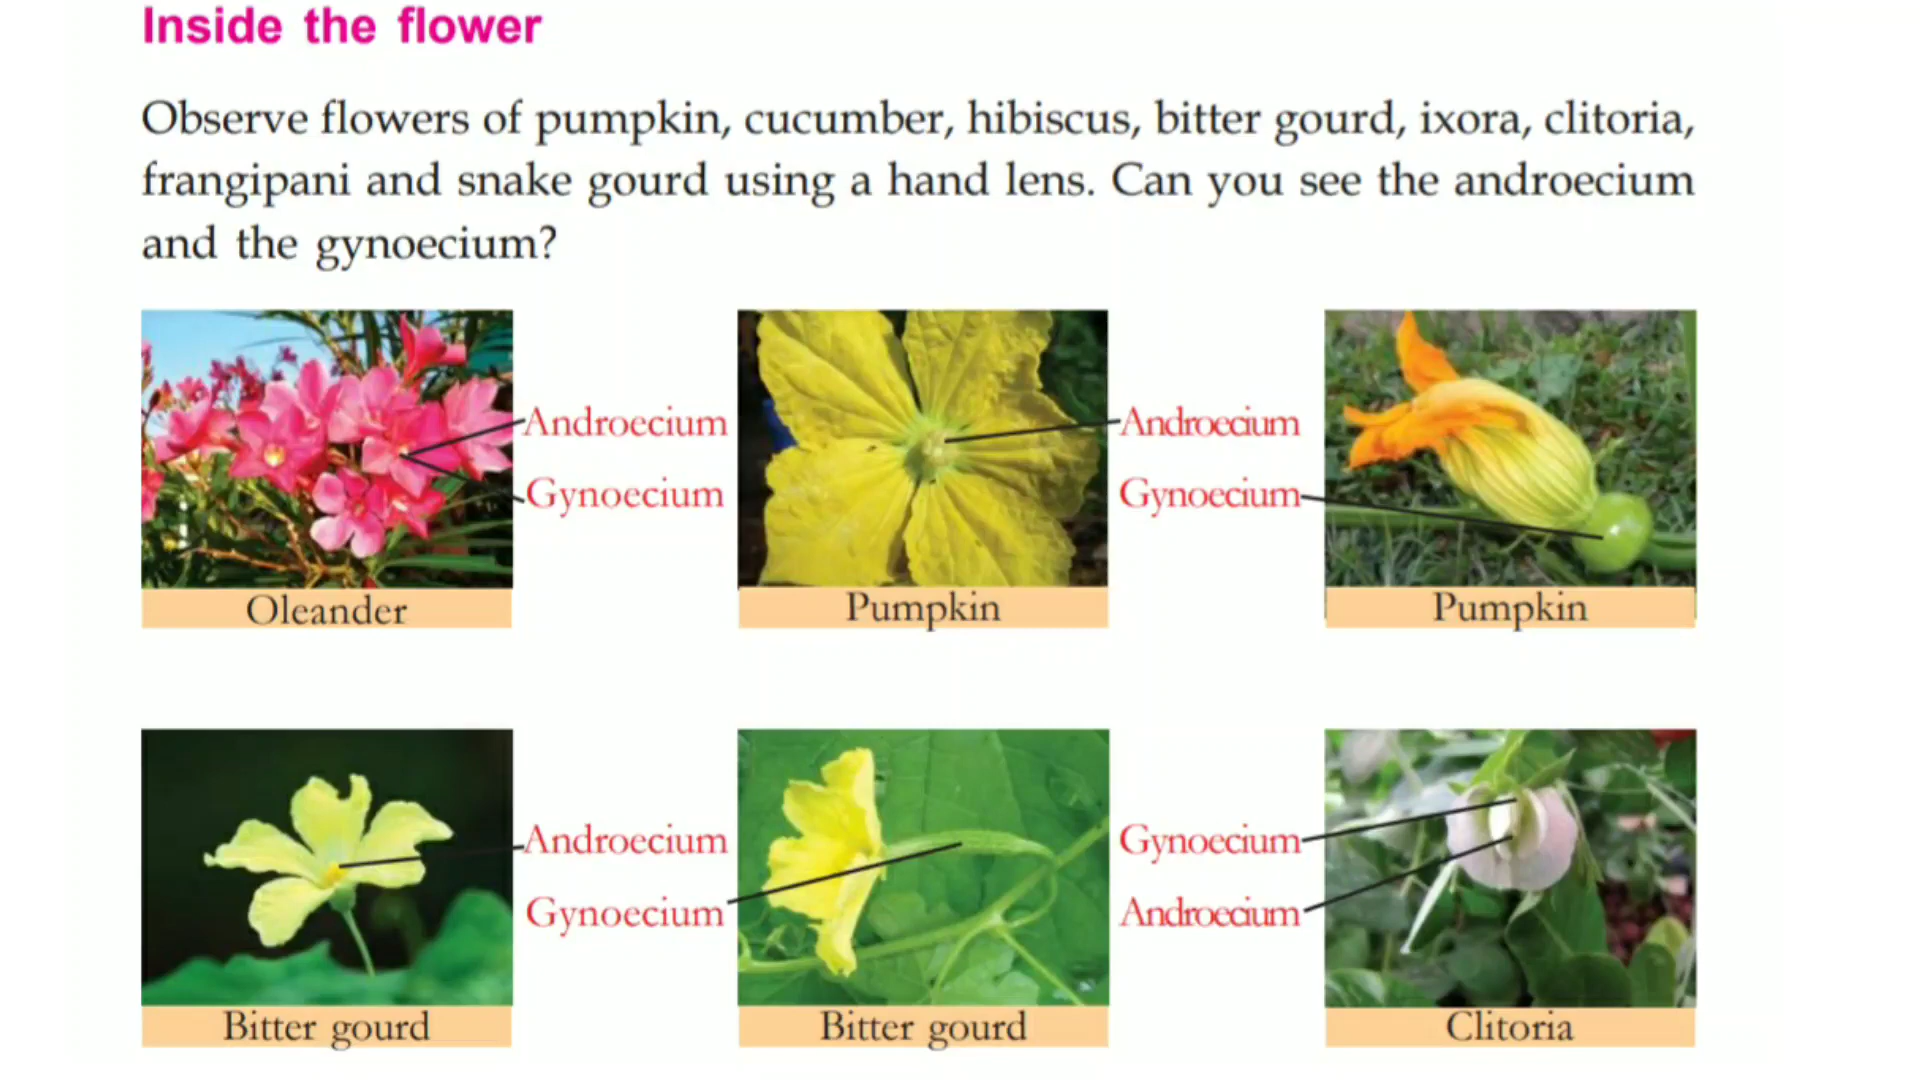 Inside the flower
Observe flowers of pumpkin, cucumber, hibiscus, bitter gourd, ixora, clitoria,
frangipani and snake gourd using a hand lens. Can you see the androecium
and the gynoecium?
Androecium
Gynoecium
Androecium
Gynoecium
Oleander
Pumpkin
Pumpkin
Androecium
Gynoecium
Gynoecium
Androecium
Bitter gourd
Bitter gourd
Clitoria